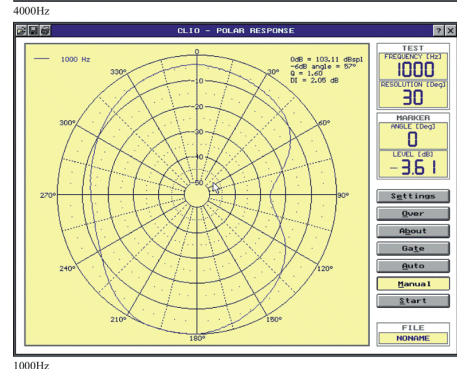 4000Hz
CLIO - POLAR RESPONSE
1000 Hz
0dB = 103.11 dBspl
-6dB angle = 57°
Q = 1.60
DI = 2.05 dB
0
330°
300°
60°
270°
90°
240°
120°
210°
150°
180°
-10
-20
-30
-40
-50
TEST
FREQUENCY [Hz]
1000
RESOLUTION [Deg]
30
MARKER
ANGLE [Deg]
0
LEVEL [dB]
-3.61
Settings
Over
About
Gate
Auto
Manual
Start
FILE
NONAME
1000Hz